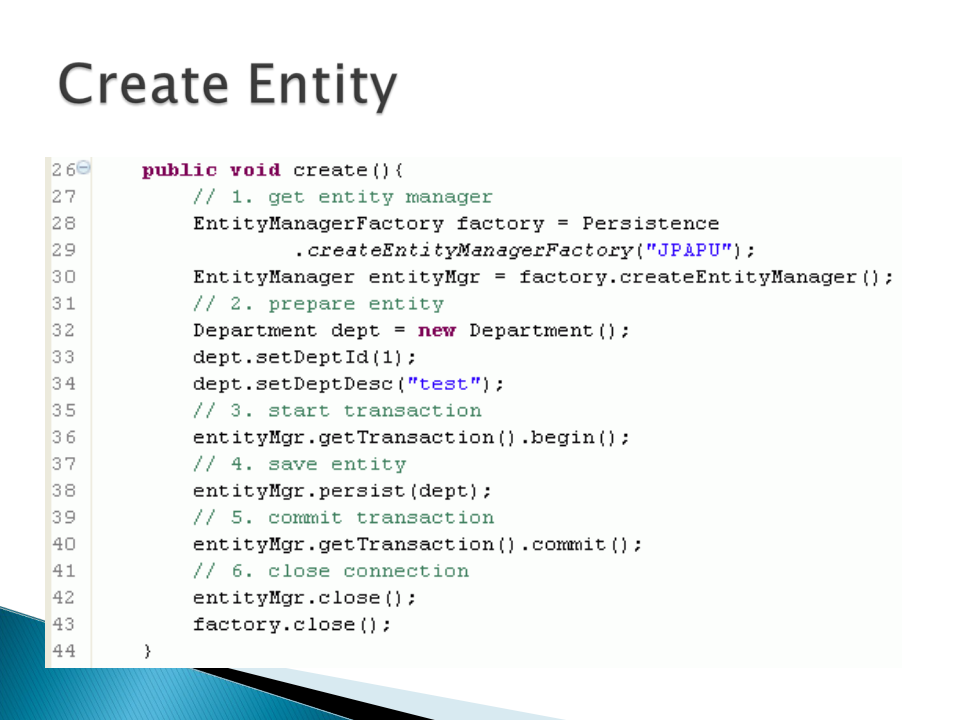 Create Entity
26 public void create(){
27 // 1. get entity manager
28 EntityManagerFactory factory = Persistence
29 .createEntityManagerFactory("JPAPU");
30 EntityManager entityMgr = factory.createEntityManager();
31 // 2. prepare entity
32 Department dept = new Department();
33 dept.setDeptId(1);
34 dept.setDeptDesc("test");
35 // 3. start transaction
36 entityMgr.getTransaction().begin();
37 // 4. save entity
38 entityMgr.persist(dept);
39 // 5. commit transaction
40 entityMgr.getTransaction().commit();
41 // 6. close connection
42 entityMgr.close();
43 factory.close();
44 }